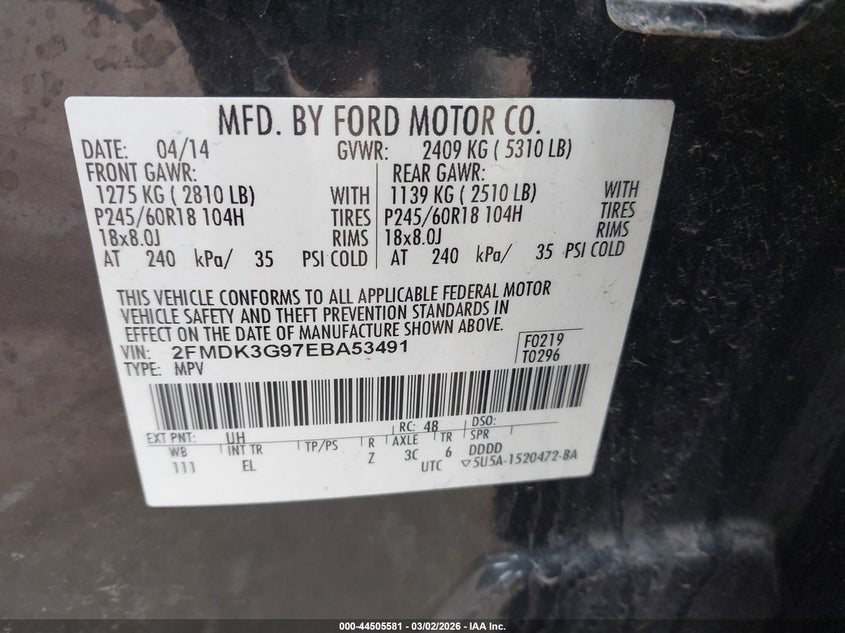 MFD. BY FORD MOTOR CO.
DATE: 04/14 GVWR: 2409 KG ( 5310 LB)
FRONT GAWR: REAR GAWR:
1275 KG ( 2810 LB) WITH 1139 KG ( 2510 LB) WITH
P245/60R18 104H TIRES P245/60R18 104H TIRES
18x8.0J RIMS 18x8.0J RIMS
AT 240 kPa/ 35 PSI COLD AT 240 kPa/ 35 PSI COLD
THIS VEHICLE CONFORMS TO ALL APPLICABLE FEDERAL MOTOR
VEHICLE SAFETY AND THEFT PREVENTION STANDARDS IN
EFFECT ON THE DATE OF MANUFACTURE SHOWN ABOVE.
VIN: 2FMDK3G97EBA53491 F0219
TYPE: MPV T0296
EXT PNT: UH RC: 48 DSO:
WB INT TR TP/PS R AXLE TR SPR
111 EL Z 3C 6 DDDD
UTC ▽5U5A-1520472-BA
000-44505581 - 03/02/2026 - IAA Inc.